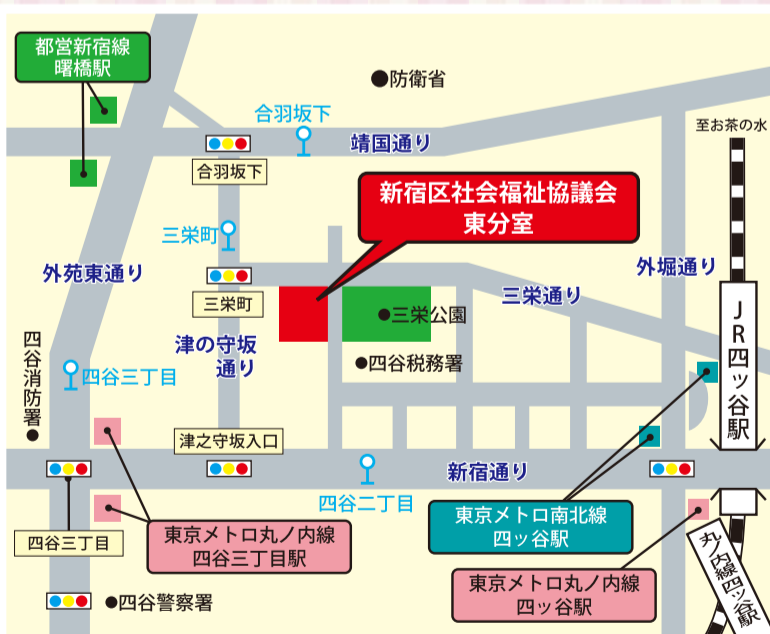 都営新宿線
曙橋駅
●防衛省
合羽坂下
靖国通り
至お茶の水
合羽坂下
新宿区社会福祉協議会
東分室
三栄町
外苑東通り
外堀通り
三栄町
三栄通り
●三栄公園
津の守坂
通り
四谷消防署●
●四谷税務署
四谷三丁目
JR四ッ谷駅
津之守坂入口
新宿通り
四谷二丁目
四谷三丁目
東京メトロ丸ノ内線
四谷三丁目駅
東京メトロ南北線
四ッ谷駅
東京メトロ丸ノ内線
四ッ谷駅
丸ノ内線四ッ谷駅
●四谷警察署